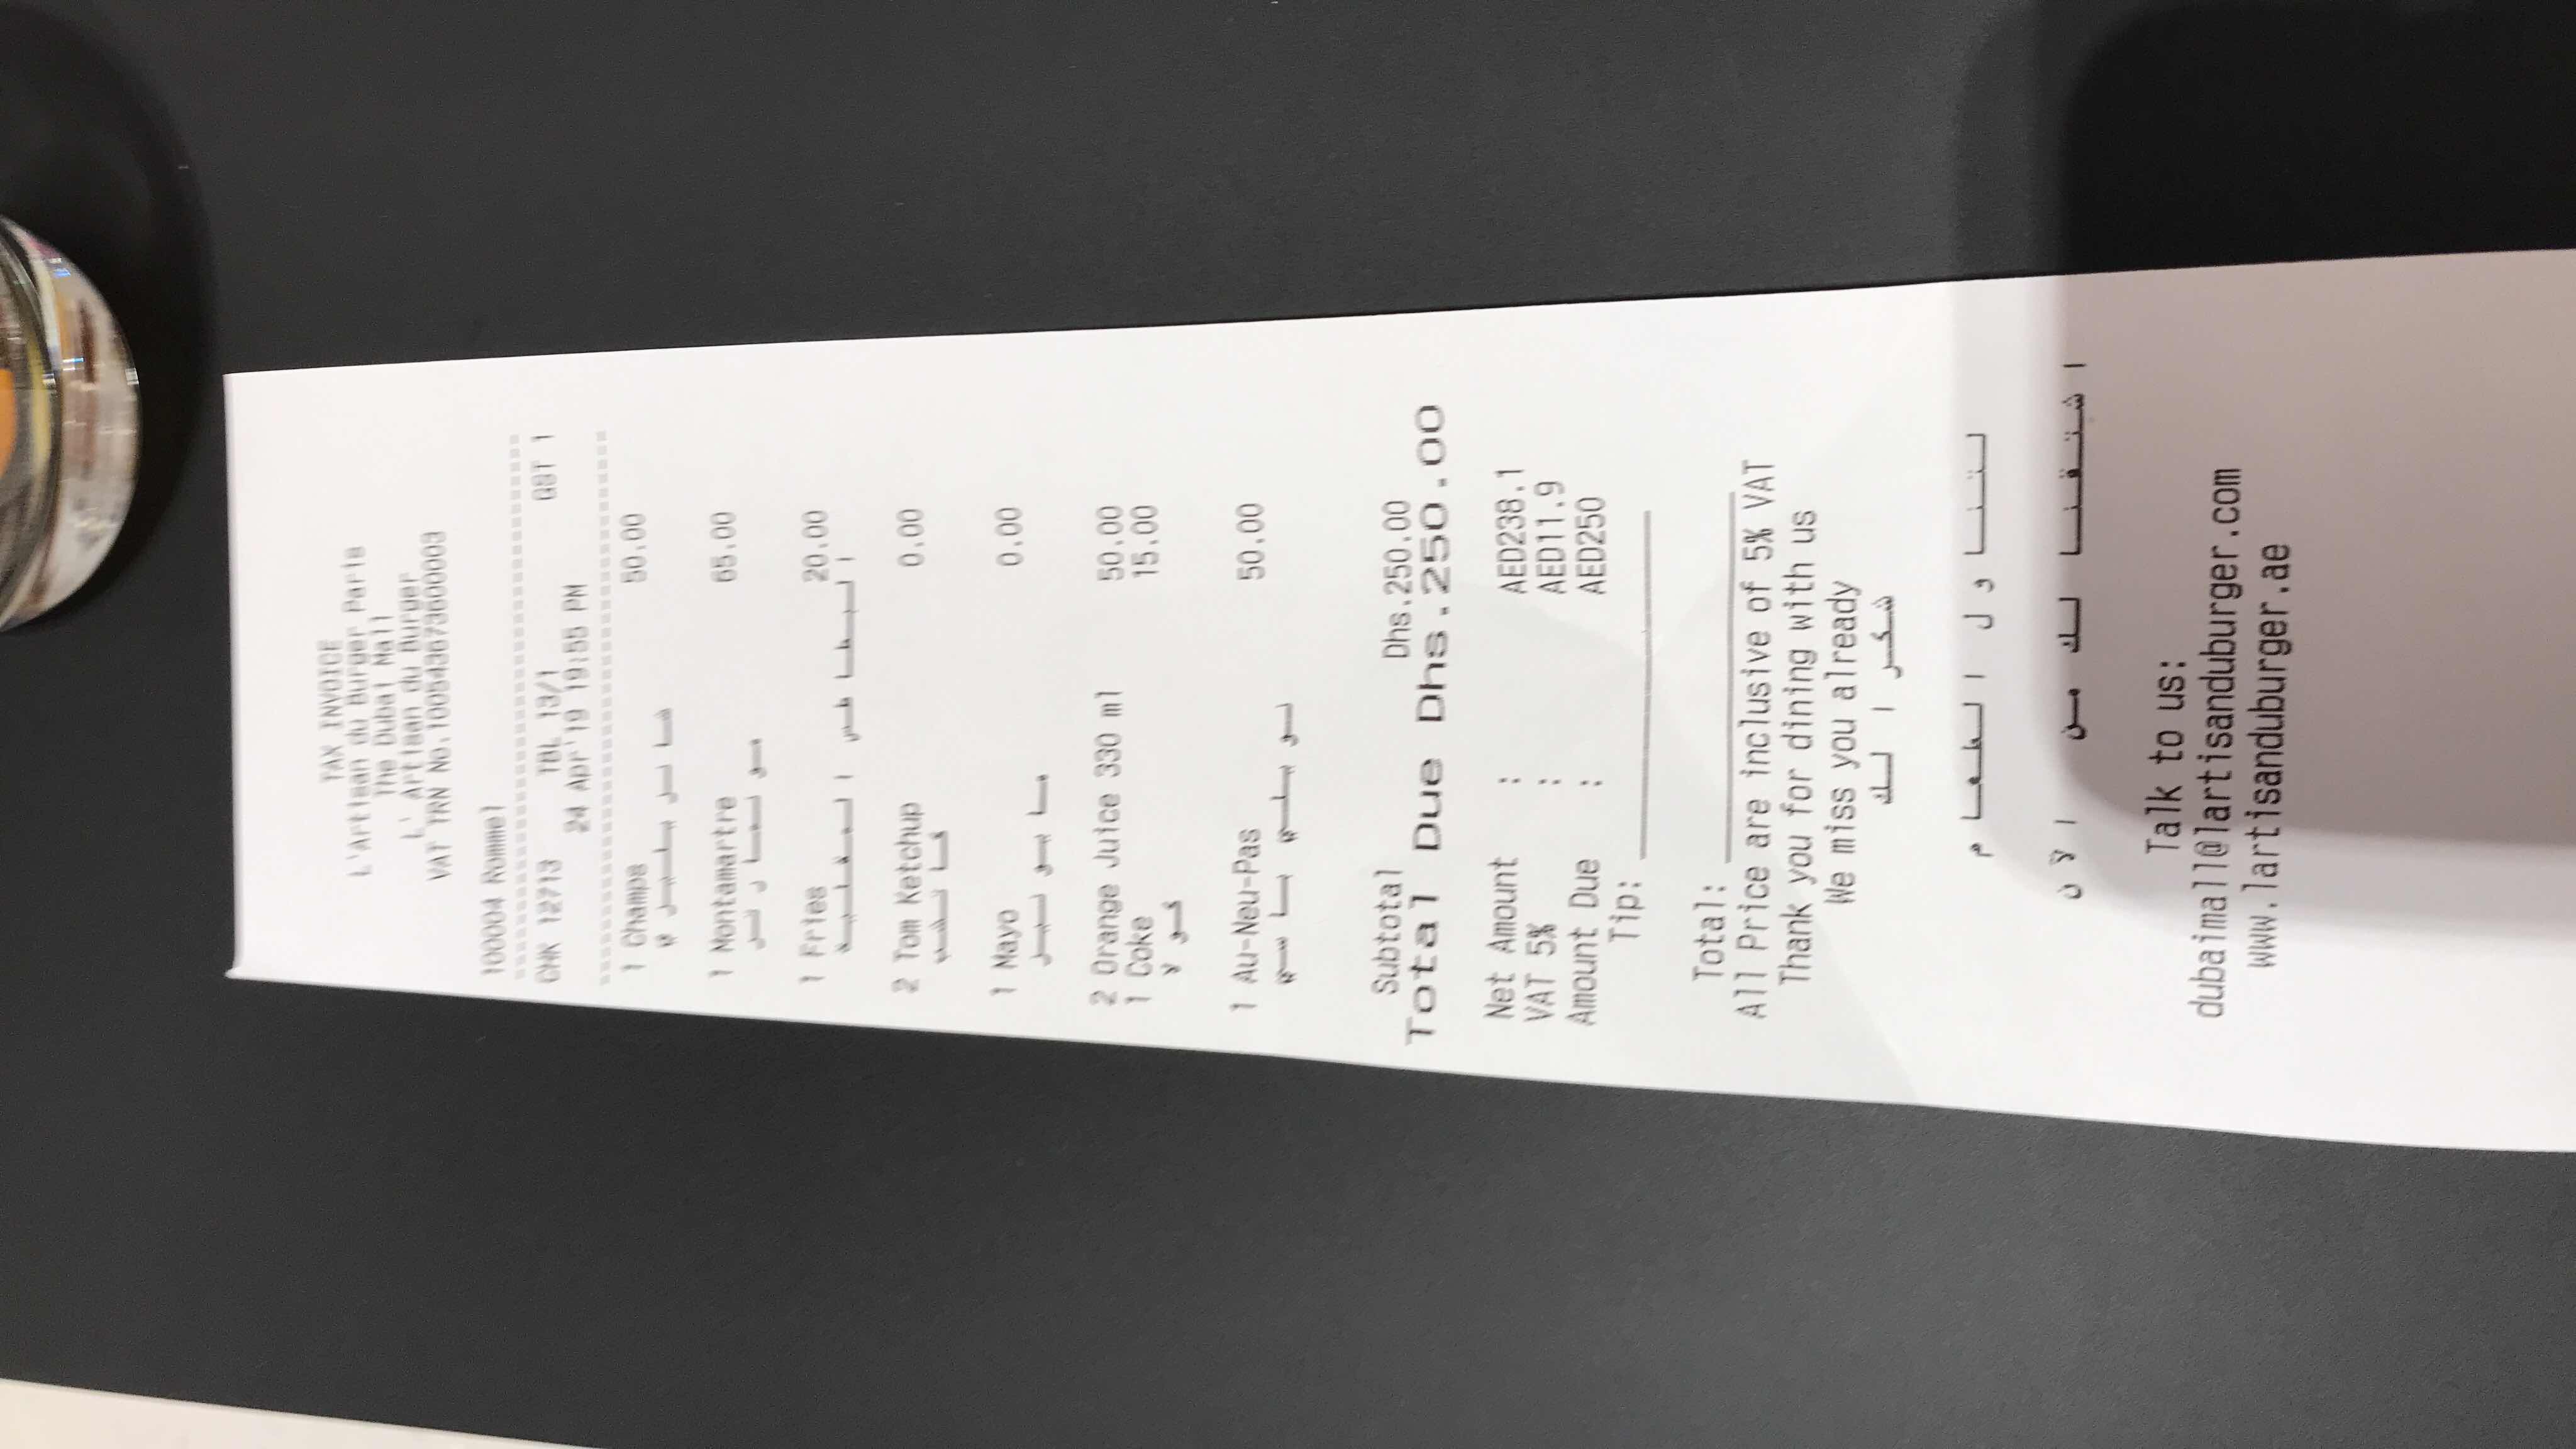 TAX INVOICE
L'Artisan du Burger Paris
The Dubai Mall
L' Artisan du Burger
VAT TRN No.100543673600003
100004 Rommel
CHK 12713 TBL 13/1 GST 1
24 Apr'19 19:55 PM
1 Champs 50.00
شانزيليزي
1 Montamartre 65.00
مونمارتر
1 Fries 20.00
البطاطس المقلية
2 Tom Ketchup 0.00
كاتشب
1 Mayo 0.00
مايونيز
2 Orange Juice 330 ml 50.00
1 Coke 15.00
كولا
1 Au-Neu-Pas 50.00
نويلي باسي
Subtotal Dhs.250.00
Total Due Dhs.250.00
Net Amount : AED238.1
VAT 5% : AED11.9
Amount Due : AED250
Tip:
Total:
All Price are inclusive of 5% VAT
Thank you for dining with us
We miss you already
شكرا لك
لتناول الطعام
اشتقنا لك من الآن
Talk to us:
dubaimall@lartisanduburger.com
www.lartisanduburger.ae